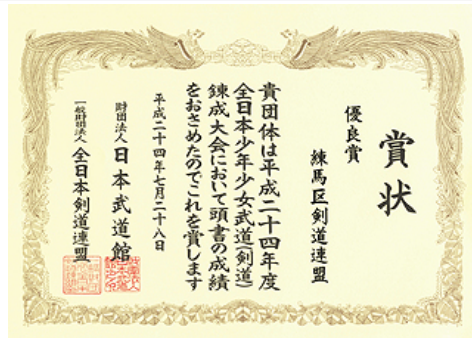 賞状
優良賞
練馬区剣道連盟
貴団体は平成二十四年度
全日本少年少女武道(剣道)
錬成大会において頭書の成績
をおさめたのでこれを賞します
平成二十四年七月二十八日
財団法人 日本武道館
一般財団法人 全日本剣道連盟